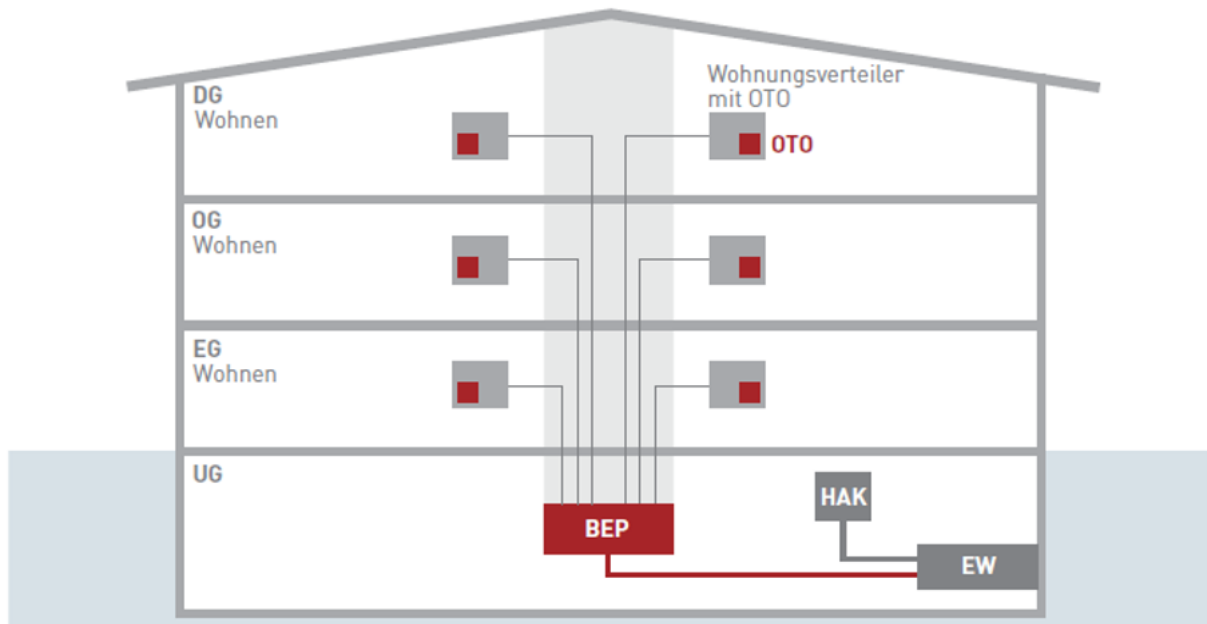 DG
Wohnen
Wohnungsverteiler
mit OTO
OTO
OG
Wohnen
EG
Wohnen
UG
HAK
BEP
EW